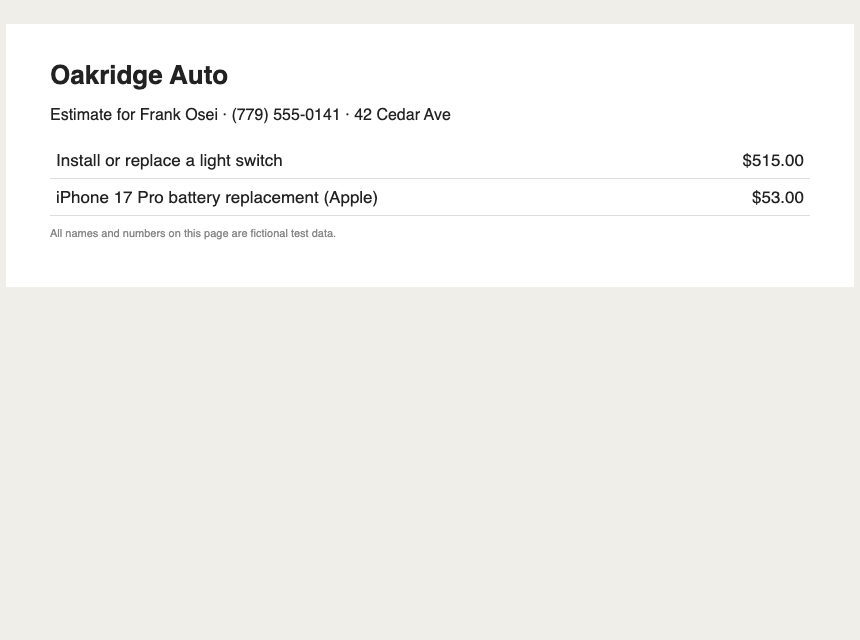 Oakridge Auto
Estimate for Frank Osei · (779) 555-0141 · 42 Cedar Ave
Install or replace a light switch $515.00
iPhone 17 Pro battery replacement (Apple) $53.00
All names and numbers on this page are fictional test data.